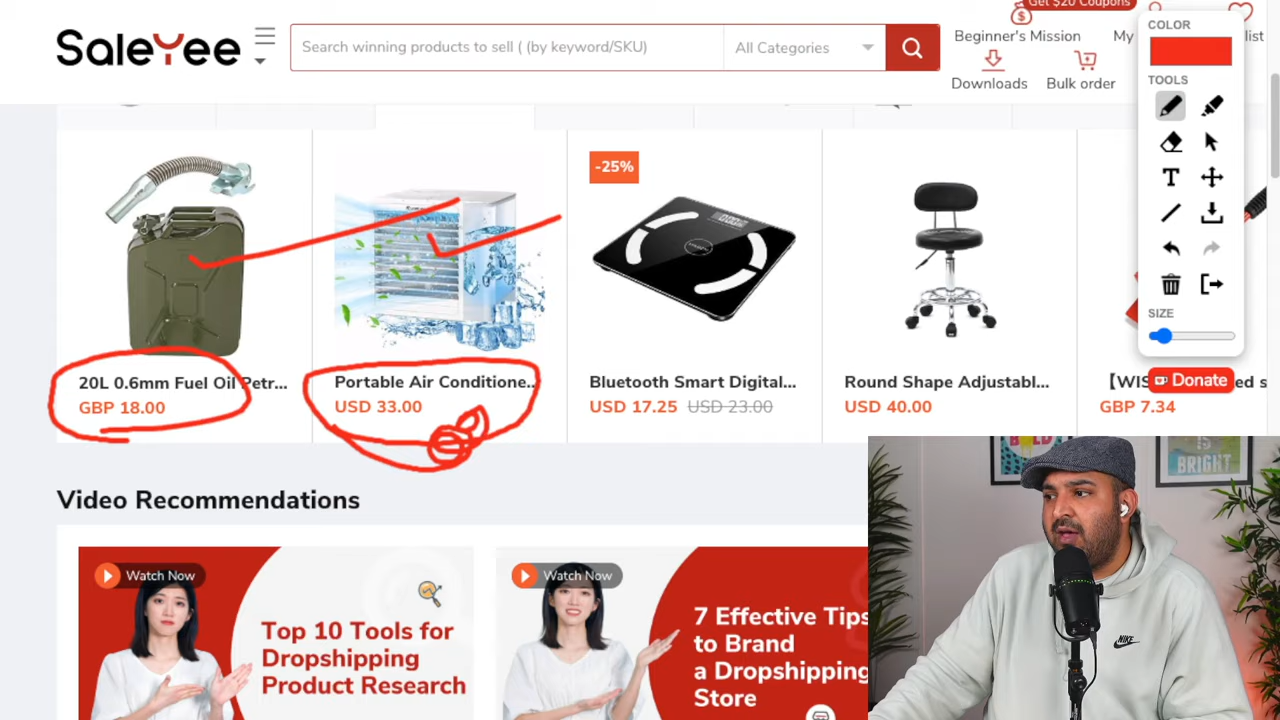 Get $20 Coupons
SaleYee
Search winning products to sell ( (by keyword/SKU)
All Categories
Beginner's Mission
My
list
Downloads
Bulk order
COLOR
TOOLS
T
SIZE
Donate
-25%
20L 0.6mm Fuel Oil Petr...
GBP 18.00
Portable Air Conditione...
USD 33.00
Bluetooth Smart Digital...
USD 17.25 USD 23.00
Round Shape Adjustabl...
USD 40.00
GBP 7.34
Video Recommendations
Watch Now
Top 10 Tools for
Dropshipping
Product Research
Watch Now
7 Effective Tips
to Brand
a Dropshipping
Store
BOLD
BRIGHT
NIKE